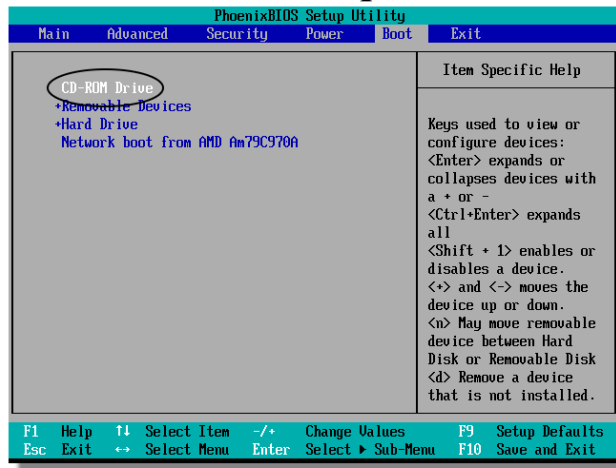 PhoenixBIOS Setup Utility
Main Advanced Security Power Boot Exit
CD-ROM Drive
+Removable Devices
+Hard Drive
Network boot from AMD Am79C970A
Item Specific Help
Keys used to view or
configure devices:
<Enter> expands or
collapses devices with
a + or -
<Ctrl+Enter> expands
all
<Shift + 1> enables or
disables a device.
<+> and <-> moves the
device up or down.
<n> May move removable
device between Hard
Disk or Removable Disk
<d> Remove a device
that is not installed.
F1 Help ↑↓ Select Item -/+ Change Values F9 Setup Defaults
Esc Exit ↔ Select Menu Enter Select ▶ Sub-Menu F10 Save and Exit